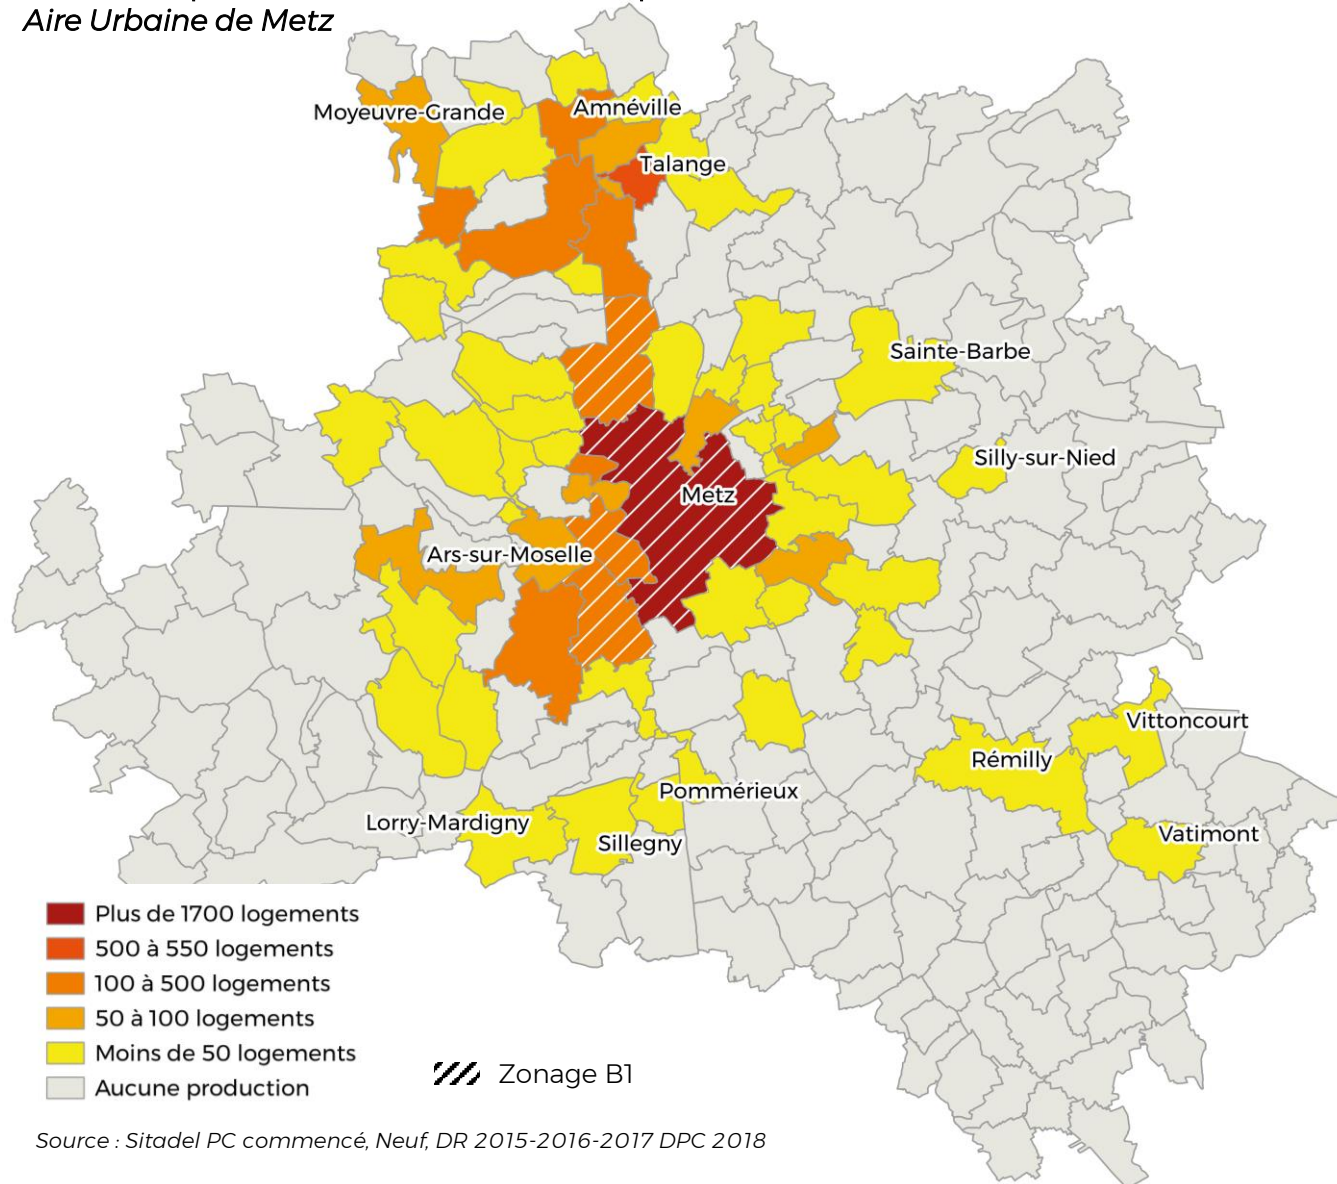 Aire Urbaine de Metz
Moyeuvre-Grande
Amnéville
Talange
Sainte-Barbe
Silly-sur-Nied
Metz
Ars-sur-Moselle
Vittoncourt
Rémilly
Pommérieux
Lorry-Mardigny
Sillegny
Vatimont
Plus de 1700 logements
500 à 550 logements
100 à 500 logements
50 à 100 logements
Moins de 50 logements
Aucune production
Zonage B1
Source : Sitadel PC commencé, Neuf, DR 2015-2016-2017 DPC 2018